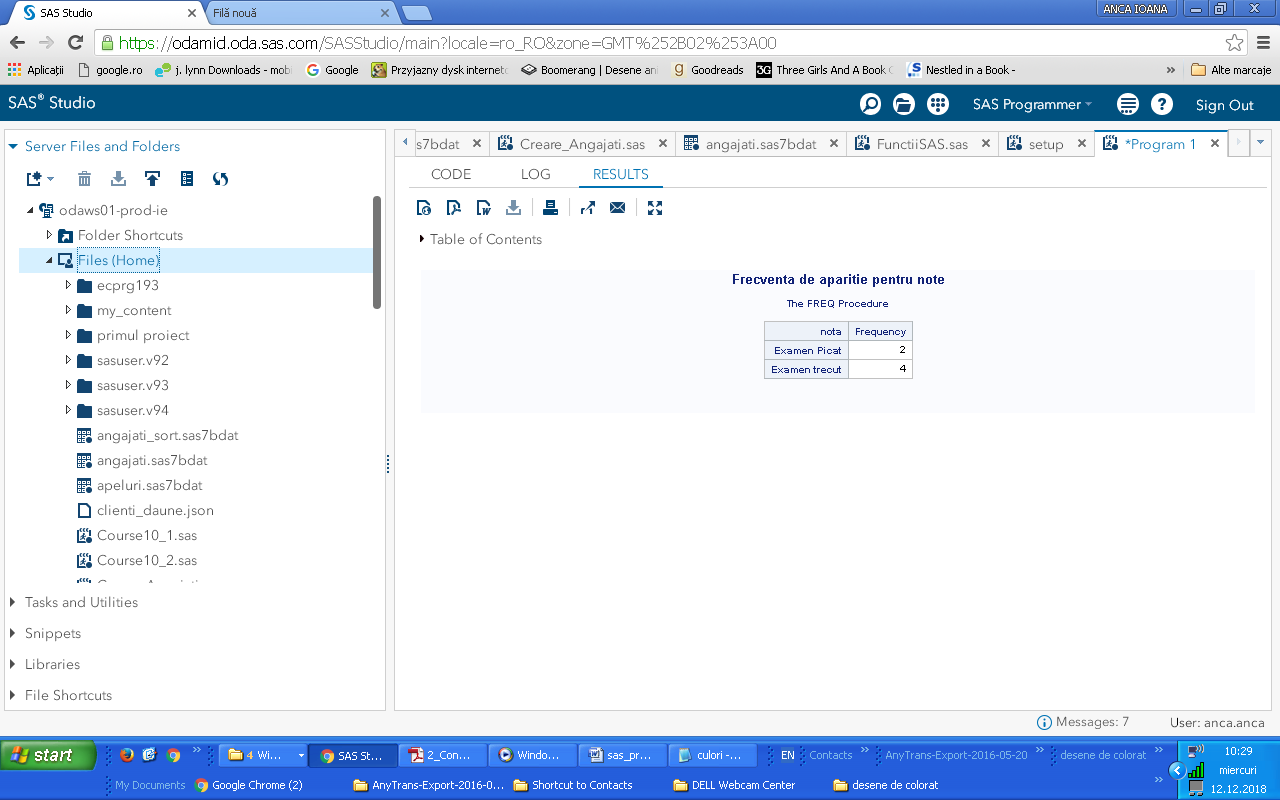 SAS Studio
Filă nouă
ANCA IOANA
https://odamid.oda.sas.com/SASStudio/main?locale=ro_RO&zone=GMT%252B02%253A00
Aplicații
google.ro
j. lynn Downloads - mobi
Google
Przyjazny dysk interneto
Boomerang | Desene ani
Goodreads
Three Girls And A Book C
Nestled in a Book -
»
Alte marcaje
SAS® Studio
SAS Programmer
Sign Out
Server Files and Folders
odaws01-prod-ie
Folder Shortcuts
Files (Home)
ecprg193
my_content
primul proiect
sasuser.v92
sasuser.v93
sasuser.v94
angajati_sort.sas7bdat
angajati.sas7bdat
apeluri.sas7bdat
clienti_daune.json
Course10_1.sas
Course10_2.sas
Tasks and Utilities
Snippets
Libraries
File Shortcuts
s7bdat
Creare_Angajati.sas
angajati.sas7bdat
FunctiiSAS.sas
setup
*Program 1
CODE LOG RESULTS
Table of Contents
Frecventa de aparitie pentru note
The FREQ Procedure
nota Frequency
Examen Picat 2
Examen trecut 4
Messages: 7
User: anca.anca
start
»
4 Wi...
SAS St...
2_Con...
Windo...
sas_pr...
culori -...
EN
Contacts »
AnyTrans-Export-2016-05-20 »
desene de colorat »
10:29
My Documents
Google Chrome (2)
AnyTrans-Export-2016-0...
Shortcut to Contacts
DELL Webcam Center
desene de colorat
»
miercuri
12.12.2018